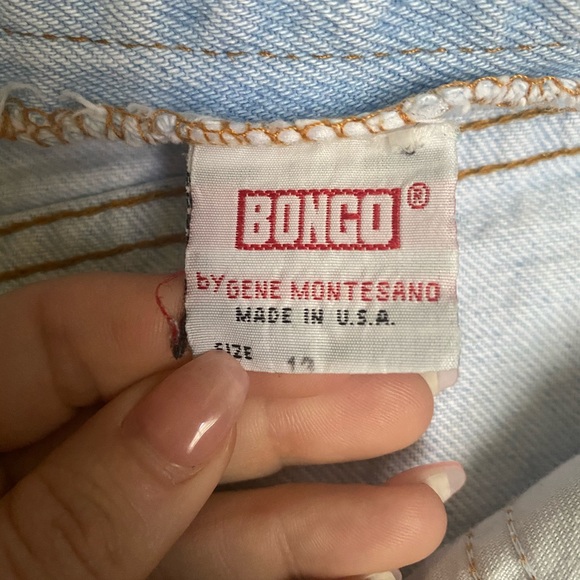 BONGO®
bY GENE MONTESANO
MADE IN U.S.A.
SIZE